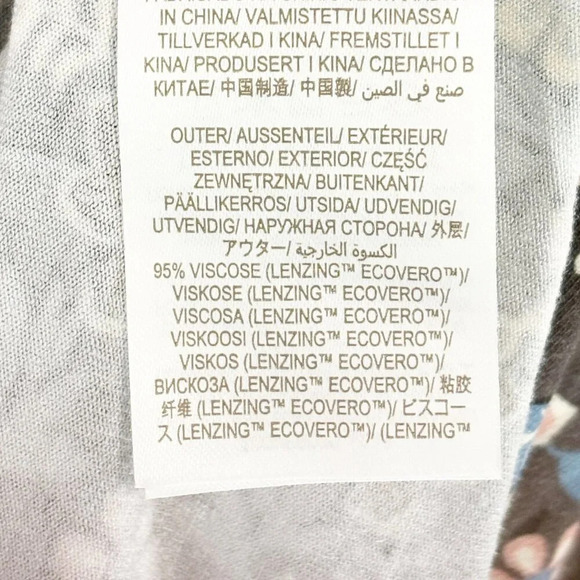 IN CHINA/ VALMISTETTU KIINASSA/
TILLVERKAD I KINA/ FREMSTILLET I
KINA/ PRODUSERT I KINA/ СДЕЛАНО В
КИТАЕ/ 中国制造/ 中国製/ صنع في الصين
OUTER/ AUSSENTEIL/ EXTÉRIEUR/
ESTERNO/ EXTERIOR/ CZĘŚĆ
ZEWNĘTRZNA/ BUITENKANT/
PÄÄLLIKERROS/ UTSIDA/ UDVENDIG/
UTVENDIG/ НАРУЖНАЯ СТОРОНА/ 外层/
アウター/ الكسوة الخارجية/
95% VISCOSE (LENZING™ ECOVERO™)/
VISKOSE (LENZING™ ECOVERO™)/
VISCOSA (LENZING™ ECOVERO™)/
VISKOOSI (LENZING™ ECOVERO™)/
VISKOS (LENZING™ ECOVERO™)/
ВИСКОЗА (LENZING™ ECOVERO™)/ 粘胶
纤维 (LENZING™ ECOVERO™)/ ビスコー
ス (LENZING™ ECOVERO™)/ (LENZING™